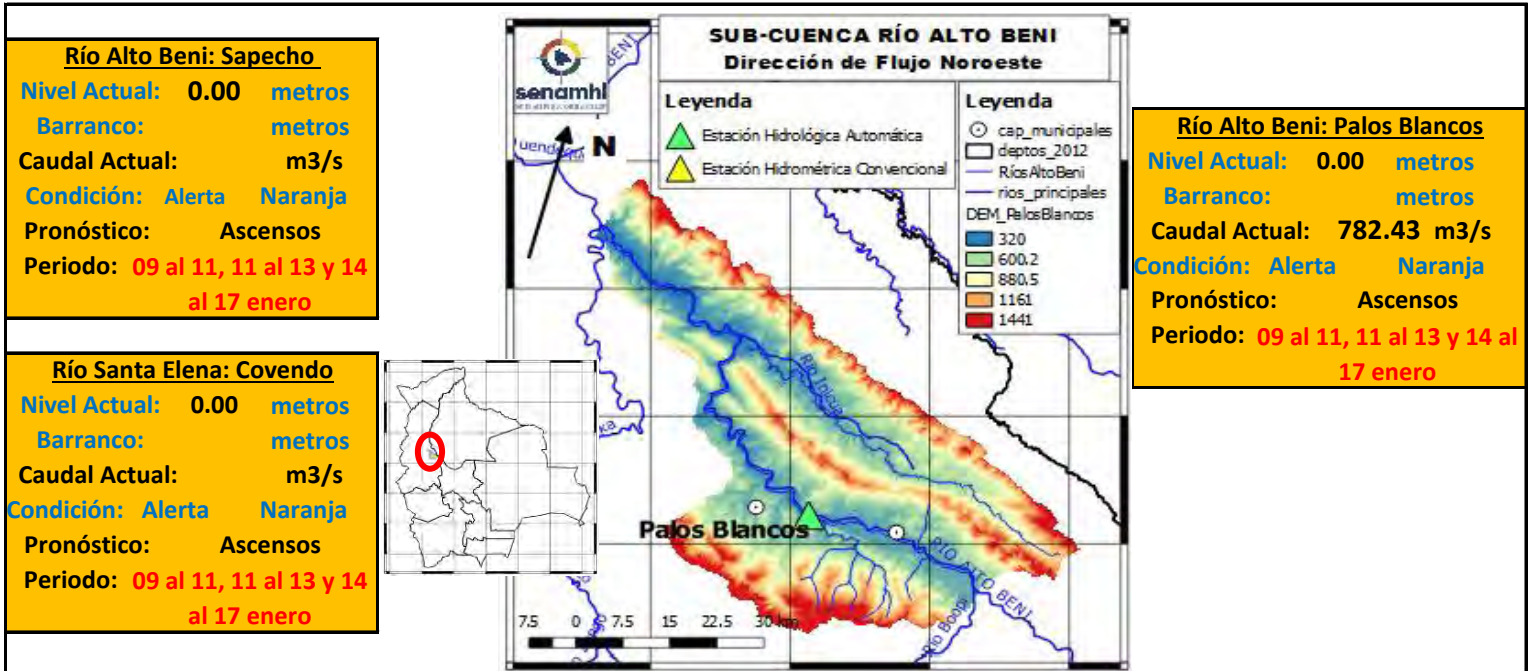 Río Alto Beni: Sapecho
Nivel Actual: 0.00 metros
Barranco: metros
Caudal Actual: m3/s
Condición: Alerta Naranja
Pronóstico: Ascensos
Periodo: 09 al 11, 11 al 13 y 14
al 17 enero
Río Santa Elena: Covendo
Nivel Actual: 0.00 metros
Barranco: metros
Caudal Actual: m3/s
Condición: Alerta Naranja
Pronóstico: Ascensos
Periodo: 09 al 11, 11 al 13 y 14
al 17 enero
senamhi
SUB-CUENCA RÍO ALTO BENI
Dirección de Flujo Noroeste
Leyenda
Estación Hidrológica Automática
Estación Hidrométrica Convencional
Leyenda
cap_municipales
deptos_2012
RíosAltoBeni
rios_principales
DEM_PalosBlancos
320
600.2
880.5
1161
1441
N
BENI
Río Inicua
Palos Blancos
RÍO ALTO BENI
Río Boopi
7.5 0 7.5 15 22.5 30 km
Río Alto Beni: Palos Blancos
Nivel Actual: 0.00 metros
Barranco: metros
Caudal Actual: 782.43 m3/s
Condición: Alerta Naranja
Pronóstico: Ascensos
Periodo: 09 al 11, 11 al 13 y 14 al
17 enero